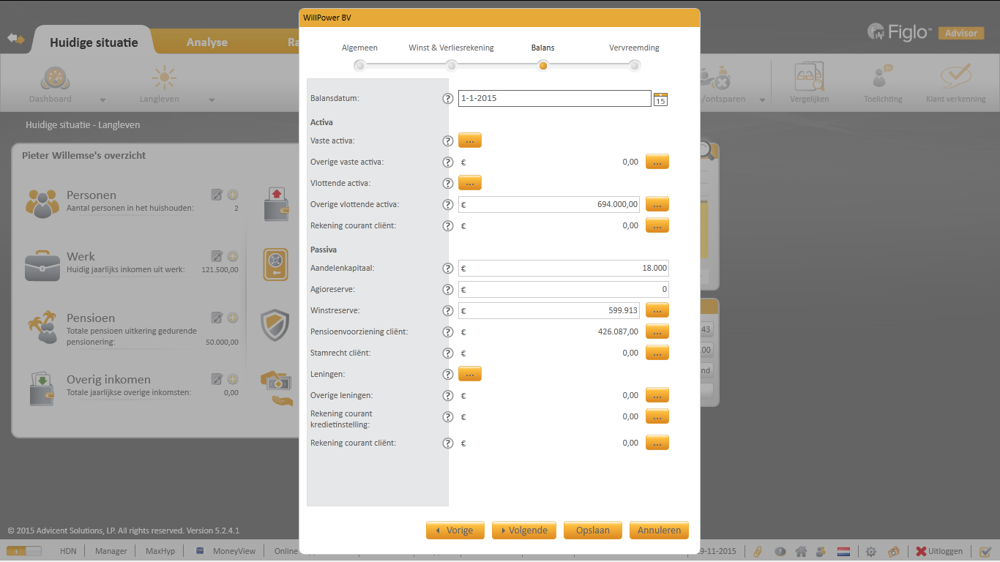 WillPower BV
Huidige situatie
Analyse
Ra
Figlo™
Advisor
Algemeen
Winst & Verliesrekening
Balans
Vervreemding
Dashboard
Langleven
/ontsparen
Vergelijken
Toelichting
Klant verkenning
Huidige situatie - Langleven
Pieter Willemse's overzicht
Personen
Aantal personen in het huishouden: 2
Werk
Huidig jaarlijks inkomen uit werk: 121.500,00
Pensioen
Totale pensioen uitkering gedurende
pensionering: 50.000,00
Overig inkomen
Totale jaarlijkse overige inkomsten: 0,00
Balansdatum: ? 1-1-2015 15
Activa
Vaste activa: ? ...
Overige vaste activa: ? € 0,00 ...
Vlottende activa: ? ...
Overige vlottende activa: ? € 694.000,00 ...
Rekening courant cliënt: ? € 0,00 ...
Passiva
Aandelenkapitaal: ? € 18.000
Agioreserve: ? € 0
Winstreserve: ? € 599.913 ...
Pensioenvoorziening cliënt: ? € 426.087,00 ...
Stamrecht cliënt: ? € 0,00 ...
Leningen: ? ...
Overige leningen: ? € 0,00 ...
Rekening courant
kredietinstelling: ? € 0,00 ...
Rekening courant cliënt: ? € 0,00 ...
43
.00
nd
Vorige
Volgende
Opslaan
Annuleren
© 2015 Advicent Solutions, LP. All rights reserved. Version 5.2.4.1
1
HDN
Manager
MaxHyp
MoneyView
Online
9-11-2015
Uitloggen